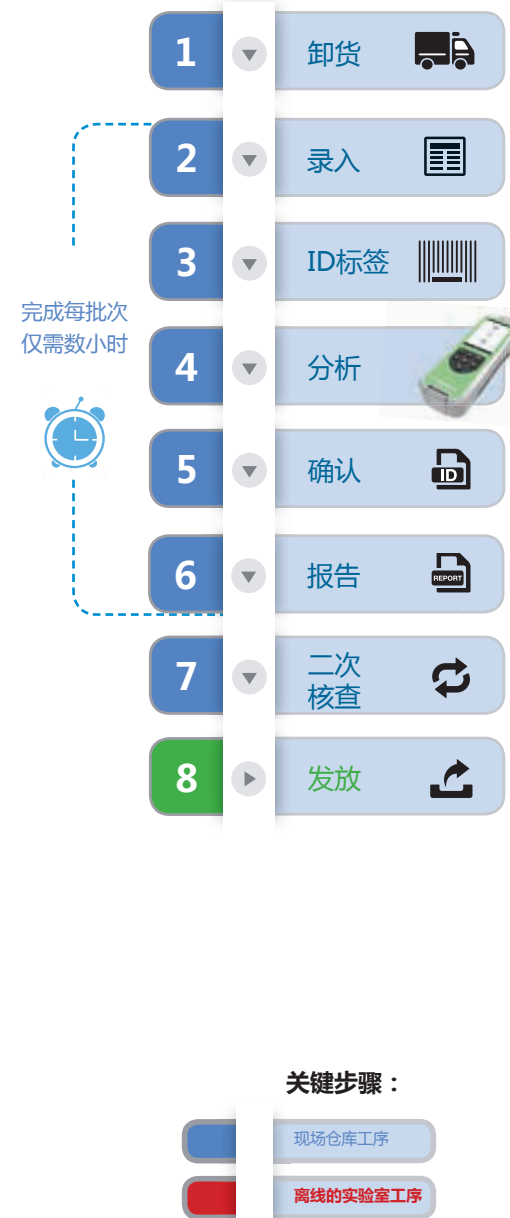 1 卸货
2 录入
3 ID标签
完成每批次
仅需数小时
4 分析
5 确认 ID
6 报告 REPORT
7 二次
核查
8 发放
关键步骤：
现场仓库工序
离线的实验室工序